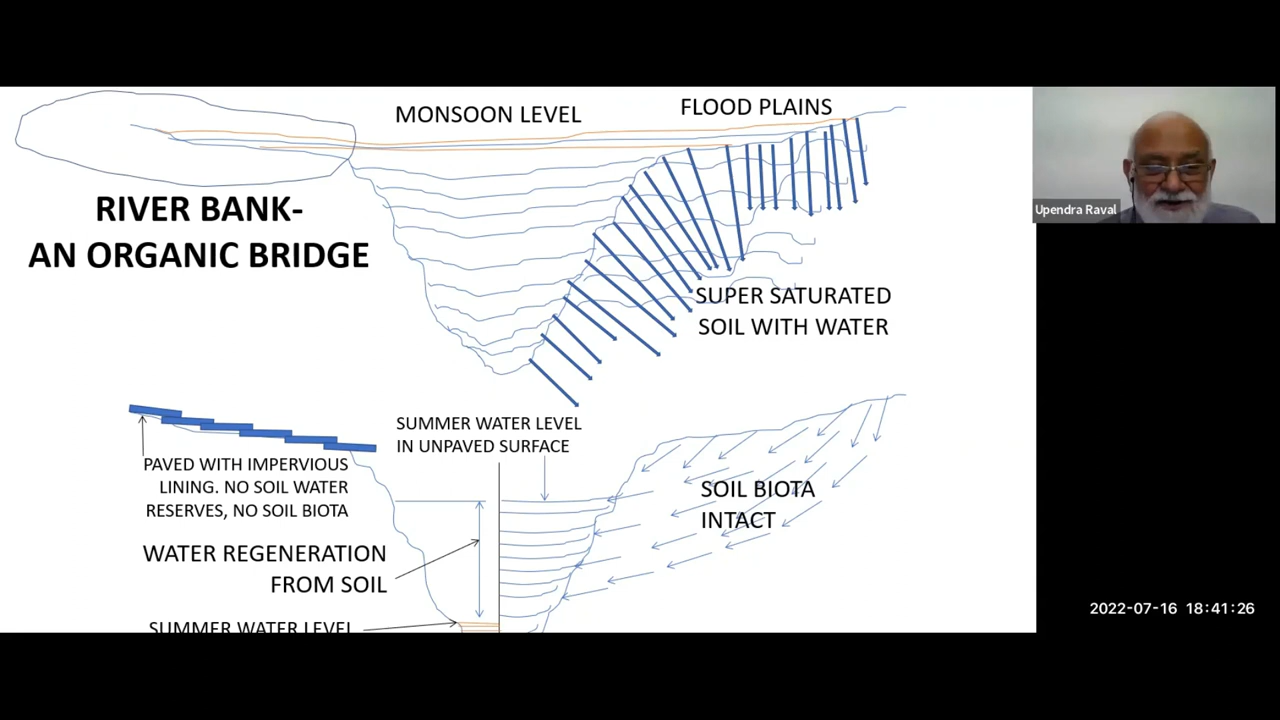 MONSOON LEVEL
FLOOD PLAINS
RIVER BANK-
AN ORGANIC BRIDGE
SUPER SATURATED
SOIL WITH WATER
SUMMER WATER LEVEL
IN UNPAVED SURFACE
PAVED WITH IMPERVIOUS
LINING. NO SOIL WATER
RESERVES, NO SOIL BIOTA
SOIL BIOTA
INTACT
WATER REGENERATION
FROM SOIL
SUMMER WATER LEVEL
Upendra Raval
2022-07-16 18:41:26